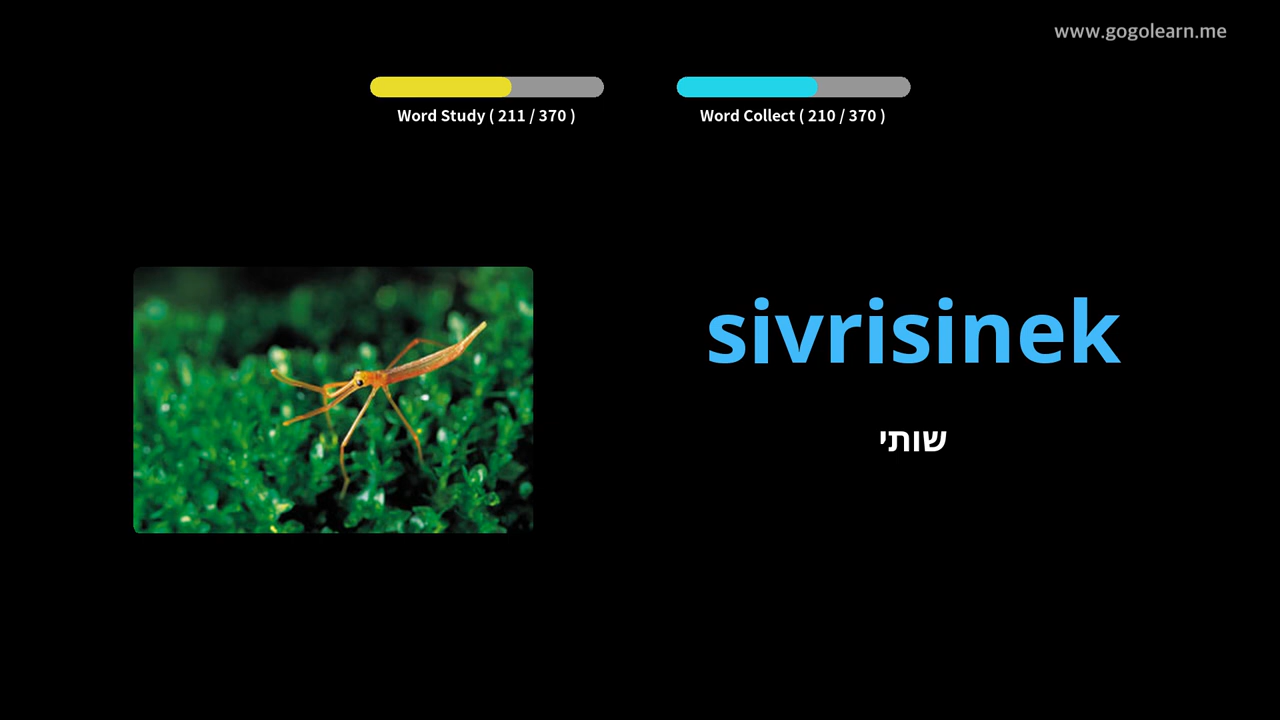 www.gogolearn.me
Word Study ( 211 / 370 )
Word Collect ( 210 / 370 )
sivrisinek
שותי